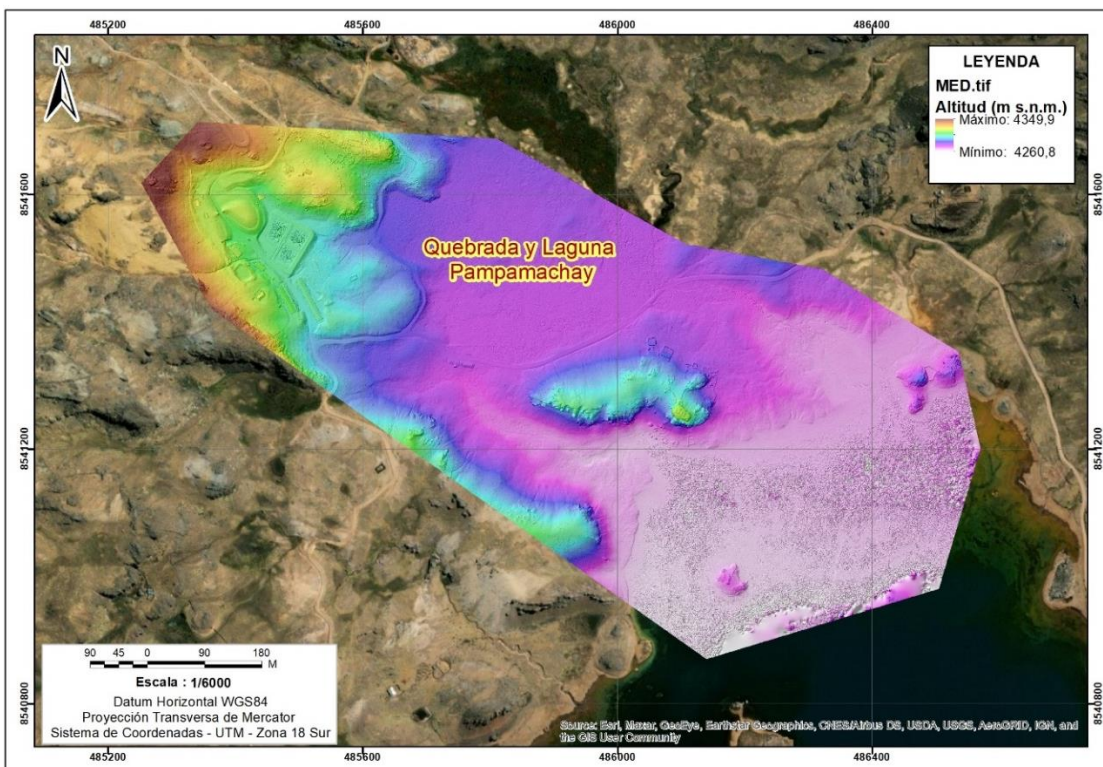 485200 485600 486000 486400
N
LEYENDA
MED.tif
Altitud (m s.n.m.)
Máximo: 4349,9
Mínimo: 4260,8
8541600 8541600
Quebrada y Laguna
Pampamachay
8541200 8541200
90 45 0 90 180
M
Escala : 1/6000
Datum Horizontal WGS84
Proyección Transversa de Mercator
Sistema de Coordenadas - UTM - Zona 18 Sur
8540800 8540800
Source: Esri, Maxar, GeoEye, Earthstar Geographics, CNES/Airbus DS, USDA, USGS, AeroGRID, IGN, and
the GIS User Community
485200 485600 486000 486400